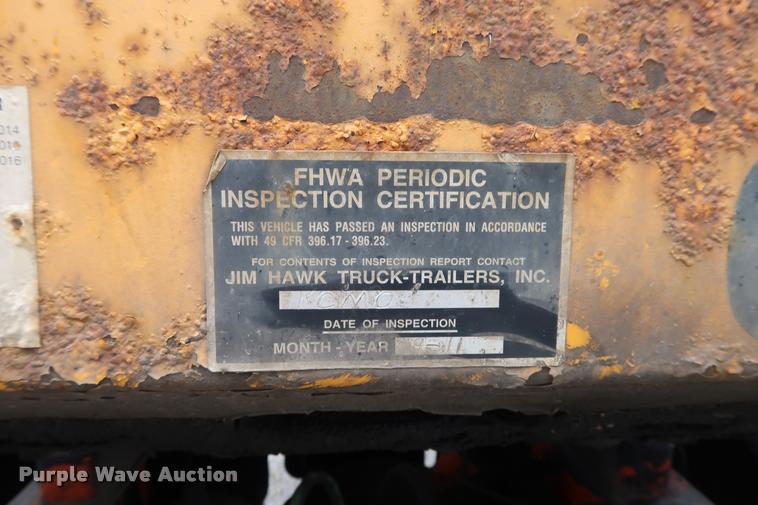 014
016
FHWA PERIODIC
INSPECTION CERTIFICATION
THIS VEHICLE HAS PASSED AN INSPECTION IN ACCORDANCE
WITH 49 CFR 396.17 - 396.23.
FOR CONTENTS OF INSPECTION REPORT CONTACT
JIM HAWK TRUCK-TRAILERS, INC.
DATE OF INSPECTION
MONTH - YEAR
Purple Wave Auction